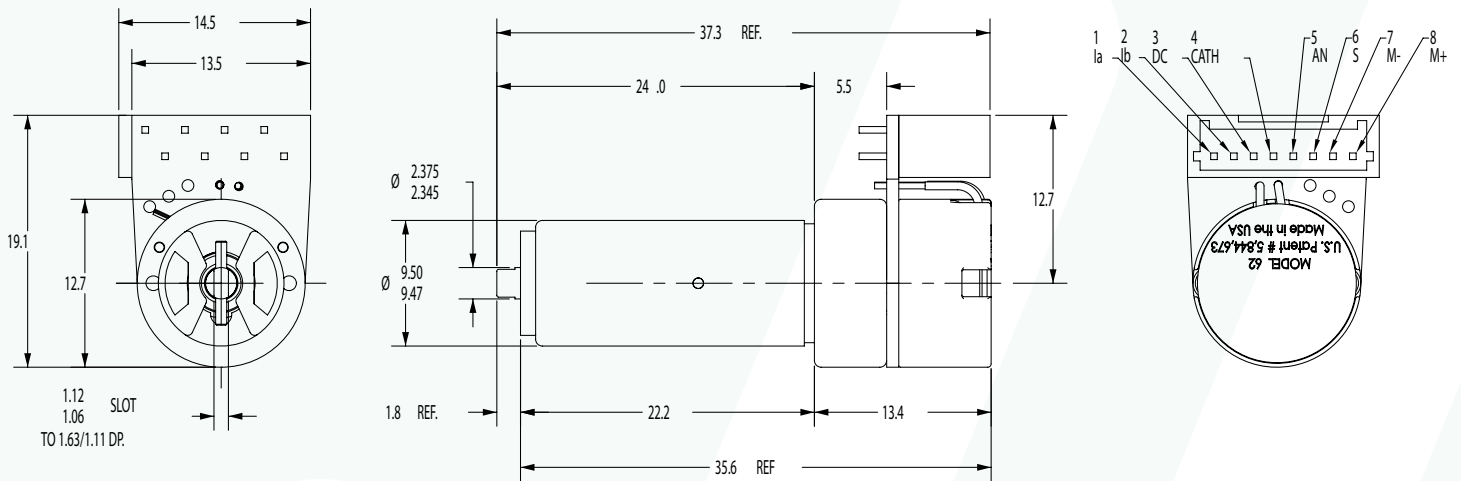 14.5
13.5
19.1
12.7
1.12
1.06
SLOT
TO 1.63/1.11 DP.
37.3 REF.
24 .0
5.5
Ø 2.375
2.345
Ø 9.50
9.47
12.7
1.8 REF.
22.2
13.4
35.6 REF
1 2 3 4 5 6 7 8
Ia Ib DC CATH AN S M- M+
MODEL 62
U.S. Patent # 5,844,673
Made in the USA